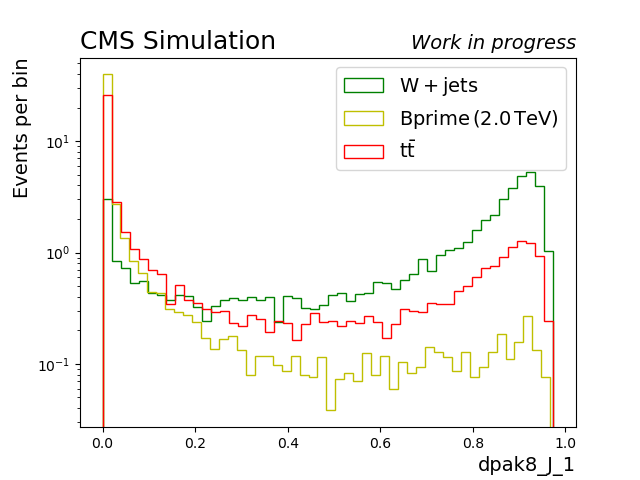 CMS Simulation Work in progress
Events per bin
W + jets
Bprime (2.0 TeV)
tt̄
10¹
10⁰
10⁻¹
0.0 0.2 0.4 0.6 0.8 1.0
dpak8_J_1